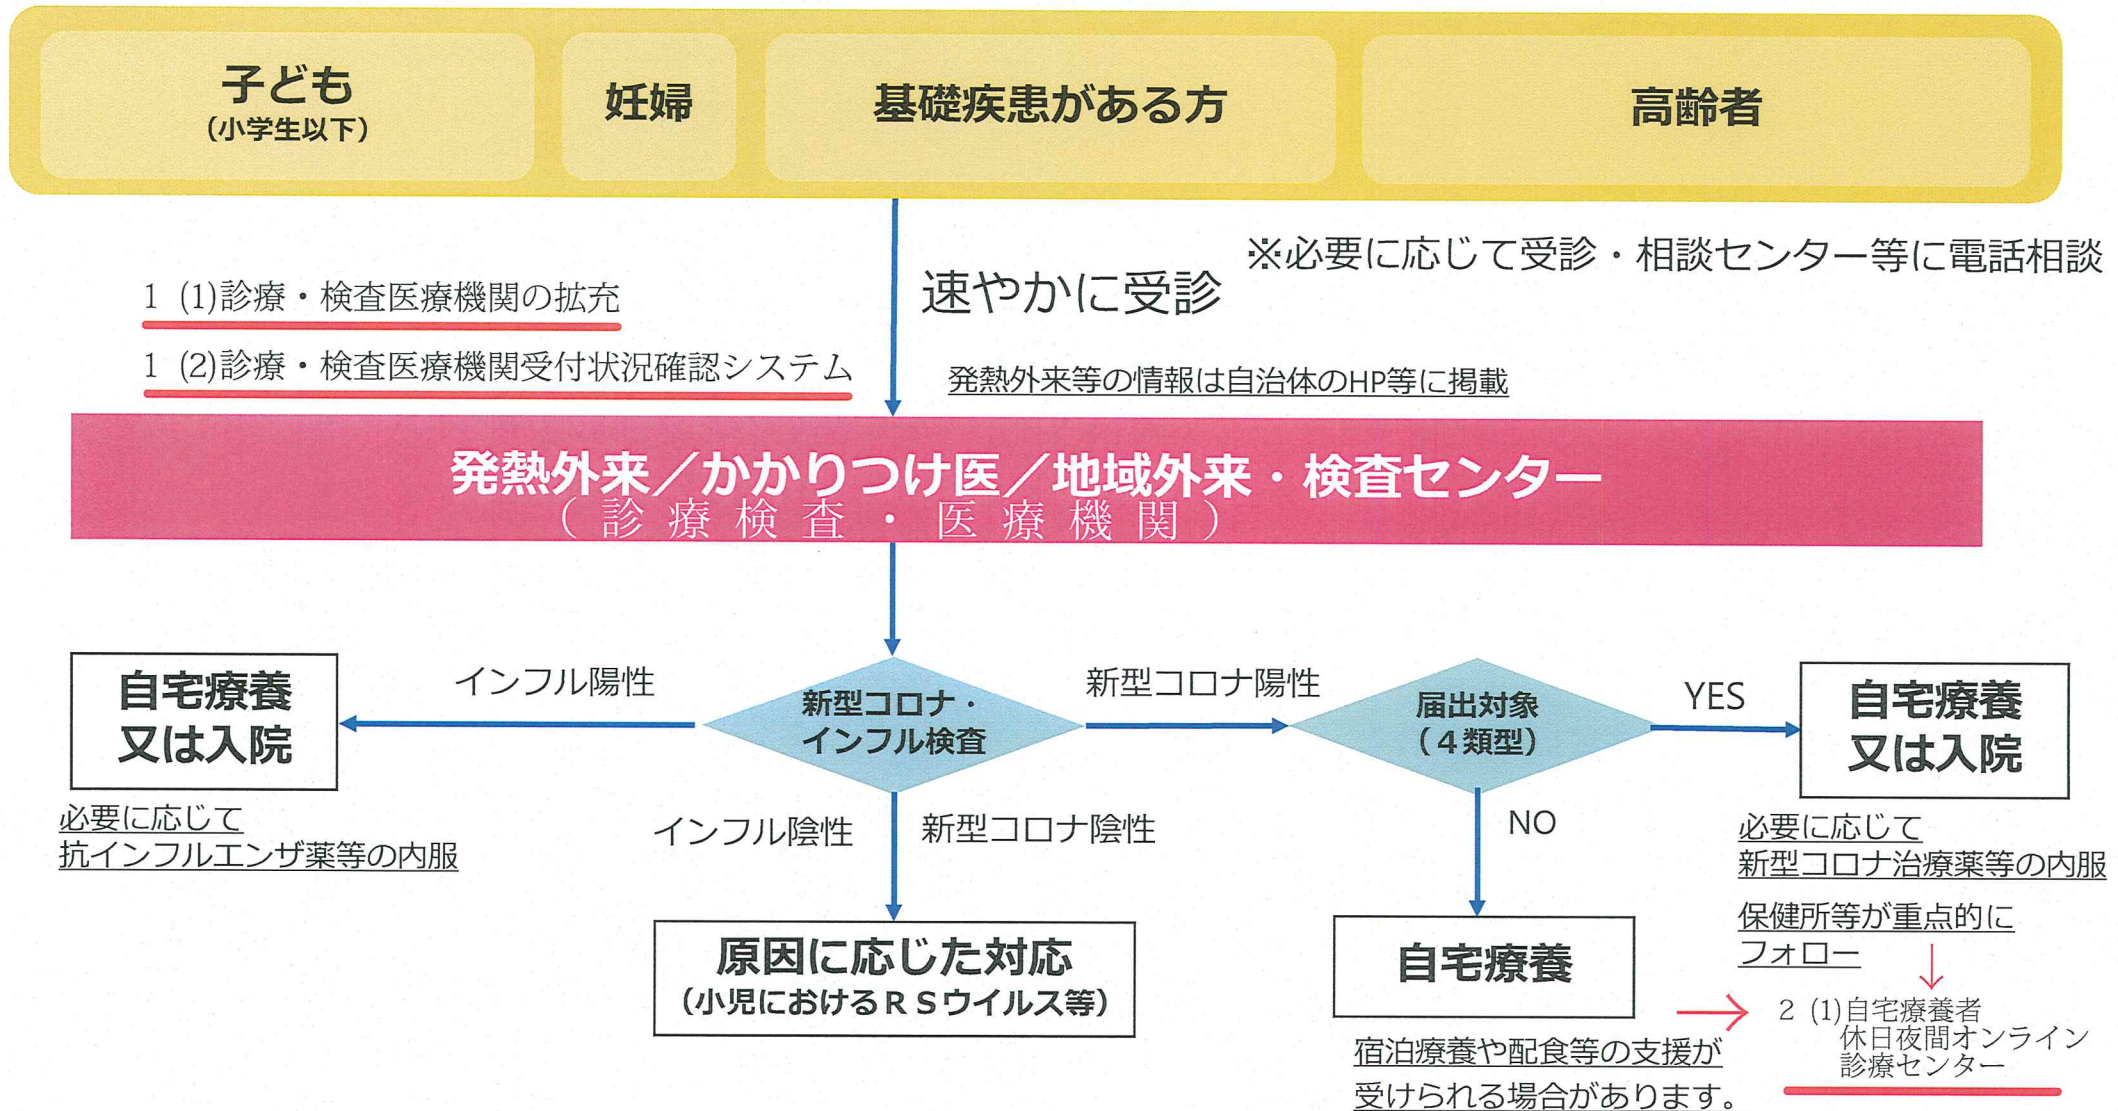 子ども
(小学生以下)
妊婦
基礎疾患がある方
高齢者
※必要に応じて受診・相談センター等に電話相談
速やかに受診
1 (1)診療・検査医療機関の拡充
1 (2)診療・検査医療機関受付状況確認システム
発熱外来等の情報は自治体のHP等に掲載
発熱外来／かかりつけ医／地域外来・検査センター
（診療検査・医療機関）
自宅療養
又は入院
インフル陽性
新型コロナ・
インフル検査
新型コロナ陽性
届出対象
（４類型）
YES
自宅療養
又は入院
必要に応じて
抗インフルエンザ薬等の内服
インフル陰性
新型コロナ陰性
NO
必要に応じて
新型コロナ治療薬等の内服
保健所等が重点的に
フォロー
原因に応じた対応
(小児におけるＲＳウイルス等)
自宅療養
宿泊療養や配食等の支援が
受けられる場合があります。
2 (1)自宅療養者
休日夜間オンライン
診療センター